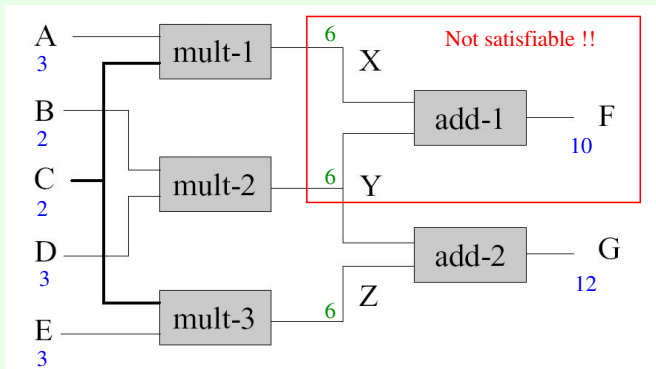 A
3
mult-1
6
Not satisfiable !!
X
B
2
add-1
F
10
C
2
mult-2
6
Y
D
3
add-2
G
12
Z
E
3
mult-3
6